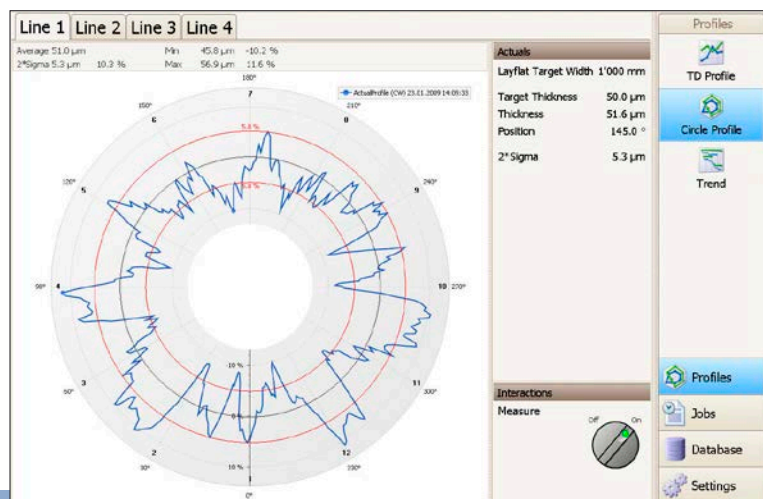 Line 1 Line 2 Line 3 Line 4
Average 51.0 µm Min 45.8 µm -10.2 %
2*Sigma 5.3 µm 10.3 % Max 56.9 µm 11.6 %
180°
ActualProfile (CW) 23.01.2009 14:05:33
7
150° 210°
6 8
5.0 %
120° 240°
5 9
-5.0 %
90° 4 10 270°
60° 300°
3 11
-10 %
0 %
2 12
30° 330°
10 %
1
0°
Actuals
Layflat Target Width 1'000 mm
Target Thickness 50.0 µm
Thickness 51.6 µm
Position 145.0 °
2*Sigma 5.3 µm
Interactions
Measure
Off On
Profiles
TD Profile
Circle Profile
Trend
Profiles
Jobs
Database
Settings